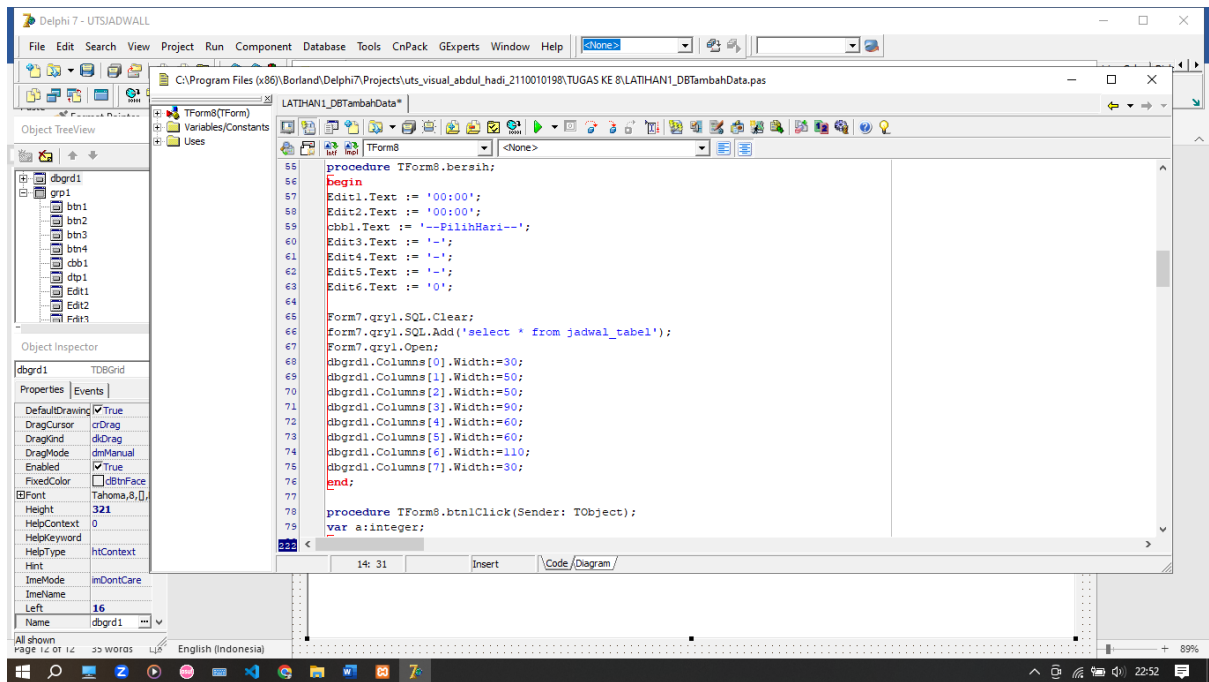 Delphi 7 - UTSJADWALL
File Edit Search View Project Run Component Database Tools CnPack GExperts Window Help <None>
C:\Program Files (x86)\Borland\Delphi7\Projects\uts_visual_abdul_hadi_2110010198\TUGAS KE 8\LATIHAN1_DBTambahData.pas
LATIHAN1_DBTambahData*
TForm8(TForm)
Variables/Constants
Uses
TForm8 <None>
Object TreeView
dbgrd1
grp1
btn1
btn2
btn3
btn4
cbb1
dtp1
Edit1
Edit2
Edit3
Object Inspector
dbgrd1 TDBGrid
Properties Events
DefaultDrawing True
DragCursor crDrag
DragKind dkDrag
DragMode dmManual
Enabled True
FixedColor clBtnFace
Font Tahoma,8,[],
Height 321
HelpContext 0
HelpKeyword
HelpType htContext
Hint
ImeMode imDontCare
ImeName
Left 16
Name dbgrd1
All shown
55 procedure TForm8.bersih;
56 begin
57 Edit1.Text := '00:00';
58 Edit2.Text := '00:00';
59 cbb1.Text := '--PilihHari--';
60 Edit3.Text := '-';
61 Edit4.Text := '-';
62 Edit5.Text := '-';
63 Edit6.Text := '0';
64
65 Form7.qry1.SQL.Clear;
66 form7.qry1.SQL.Add('select * from jadwal_tabel');
67 Form7.qry1.Open;
68 dbgrd1.Columns[0].Width:=30;
69 dbgrd1.Columns[1].Width:=50;
70 dbgrd1.Columns[2].Width:=50;
71 dbgrd1.Columns[3].Width:=90;
72 dbgrd1.Columns[4].Width:=60;
73 dbgrd1.Columns[5].Width:=60;
74 dbgrd1.Columns[6].Width:=110;
75 dbgrd1.Columns[7].Width:=30;
76 end;
77
78 procedure TForm8.btn1Click(Sender: TObject);
79 var a:integer;
222
14: 31 Insert Code Diagram
Page 12 of 12 35 words English (Indonesia) 89%
22:52